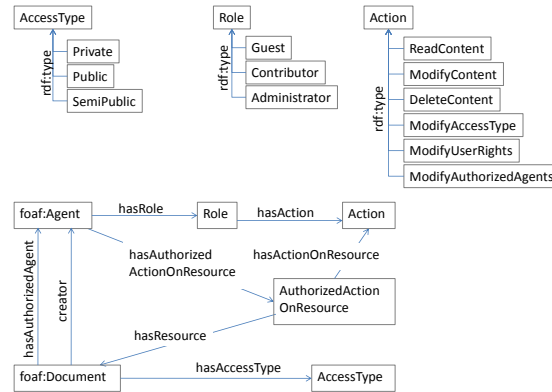 AccessType
rdf:type
Private
Public
SemiPublic
Role
rdf:type
Guest
Contributor
Administrator
Action
rdf:type
ReadContent
ModifyContent
DeleteContent
ModifyAccessType
ModifyUserRights
ModifyAuthorizedAgents
foaf:Agent
hasRole
Role
hasAction
Action
hasAuthorizedAgent
creator
hasAuthorized
ActionOnResource
hasActionOnResource
AuthorizedAction
OnResource
hasResource
foaf:Document
hasAccessType
AccessType